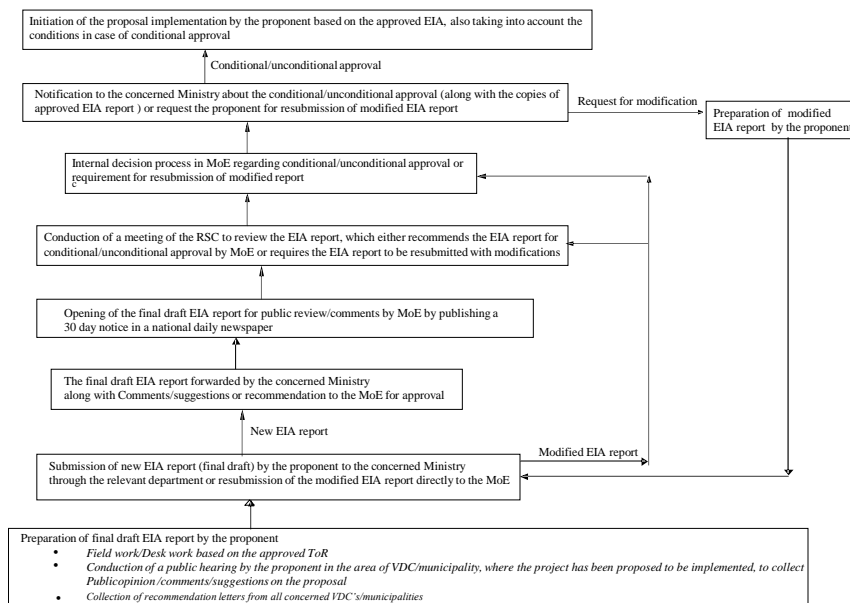 Initiation of the proposal implementation by the proponent based on the approved EIA, also taking into account the
conditions in case of conditional approval
Conditional/unconditional approval
Notification to the concerned Ministry about the conditional/unconditional approval (along with the copies of
approved EIA report ) or request the proponent for resubmission of modified EIA report
Request for modification
Preparation of  modified
EIA report  by the proponent
Internal decision process in MoE regarding conditional/unconditional approval or
requirement for resubmission of modified report
c
Conduction of a meeting of the RSC to review the EIA report, which either recommends the EIA report for
conditional/unconditional approval by MoE or requires the EIA report to be resubmitted with modifications
Opening of the final draft EIA report for public review/comments by MoE by publishing a
30 day notice in a national daily newspaper
The final draft EIA report forwarded by the concerned Ministry
along with Comments/suggestions or recommendation to the MoE for approval
New EIA report
Modified EIA report
Submission of new EIA report (final draft) by the proponent to the concerned Ministry
through the relevant department or resubmission of the modified EIA report directly to the MoE
Preparation of final draft EIA report by the proponent
• Field work/Desk work based on the approved ToR
• Conduction of a public hearing by the proponent in the area of VDC/municipality, where the project has been proposed to be implemented, to collect
Publicopinion /comments/suggestions on the proposal
• Collection of recommendation letters from all concerned VDC's/municipalities